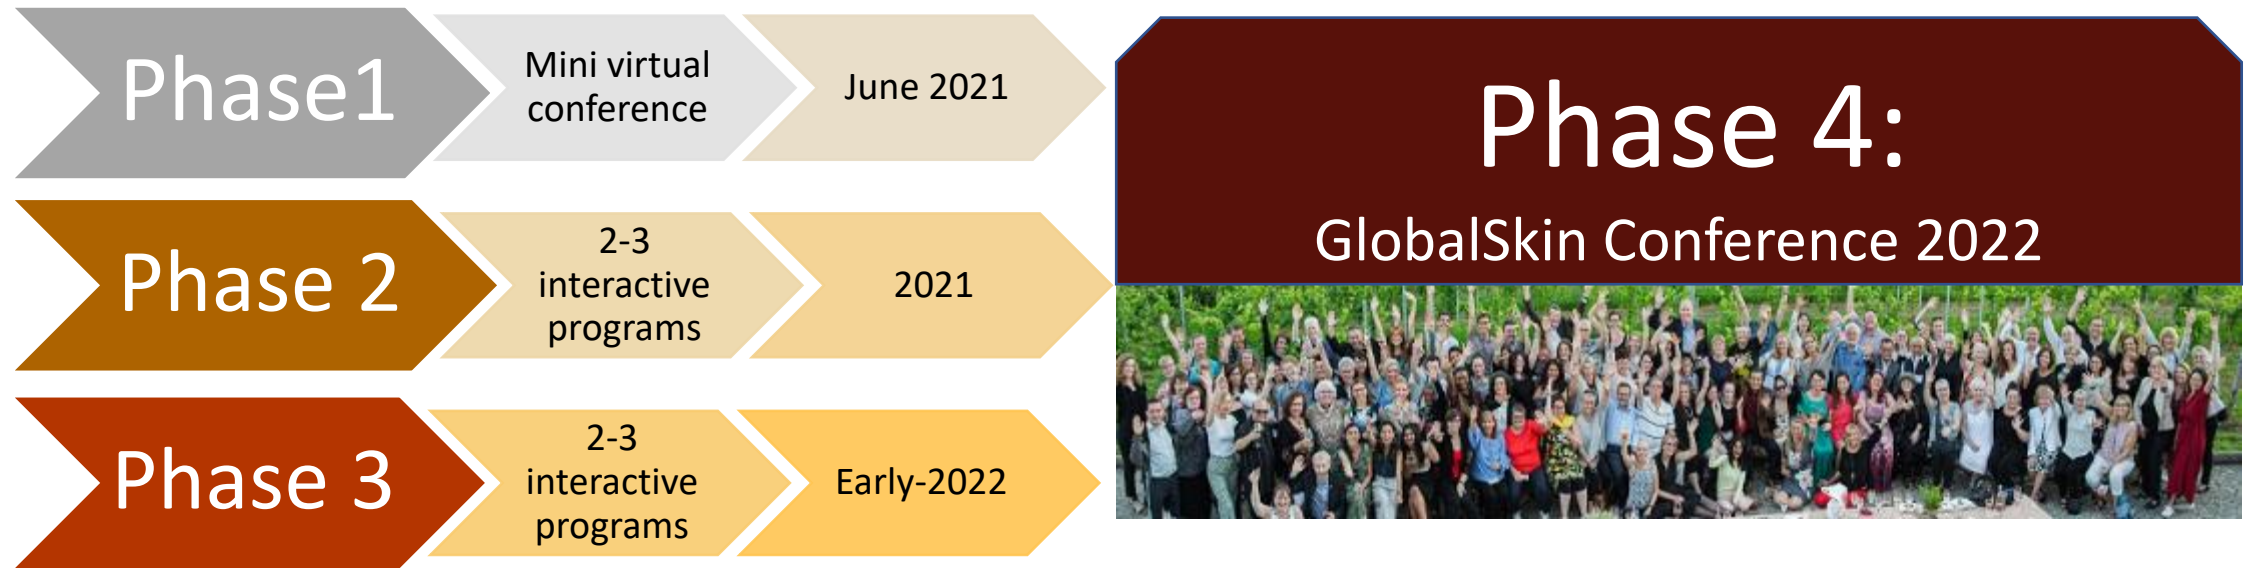 Phase1
Mini virtual
conference
June 2021
Phase 2
2-3
interactive
programs
2021
Phase 3
2-3
interactive
programs
Early-2022
Phase 4:
GlobalSkin Conference 2022